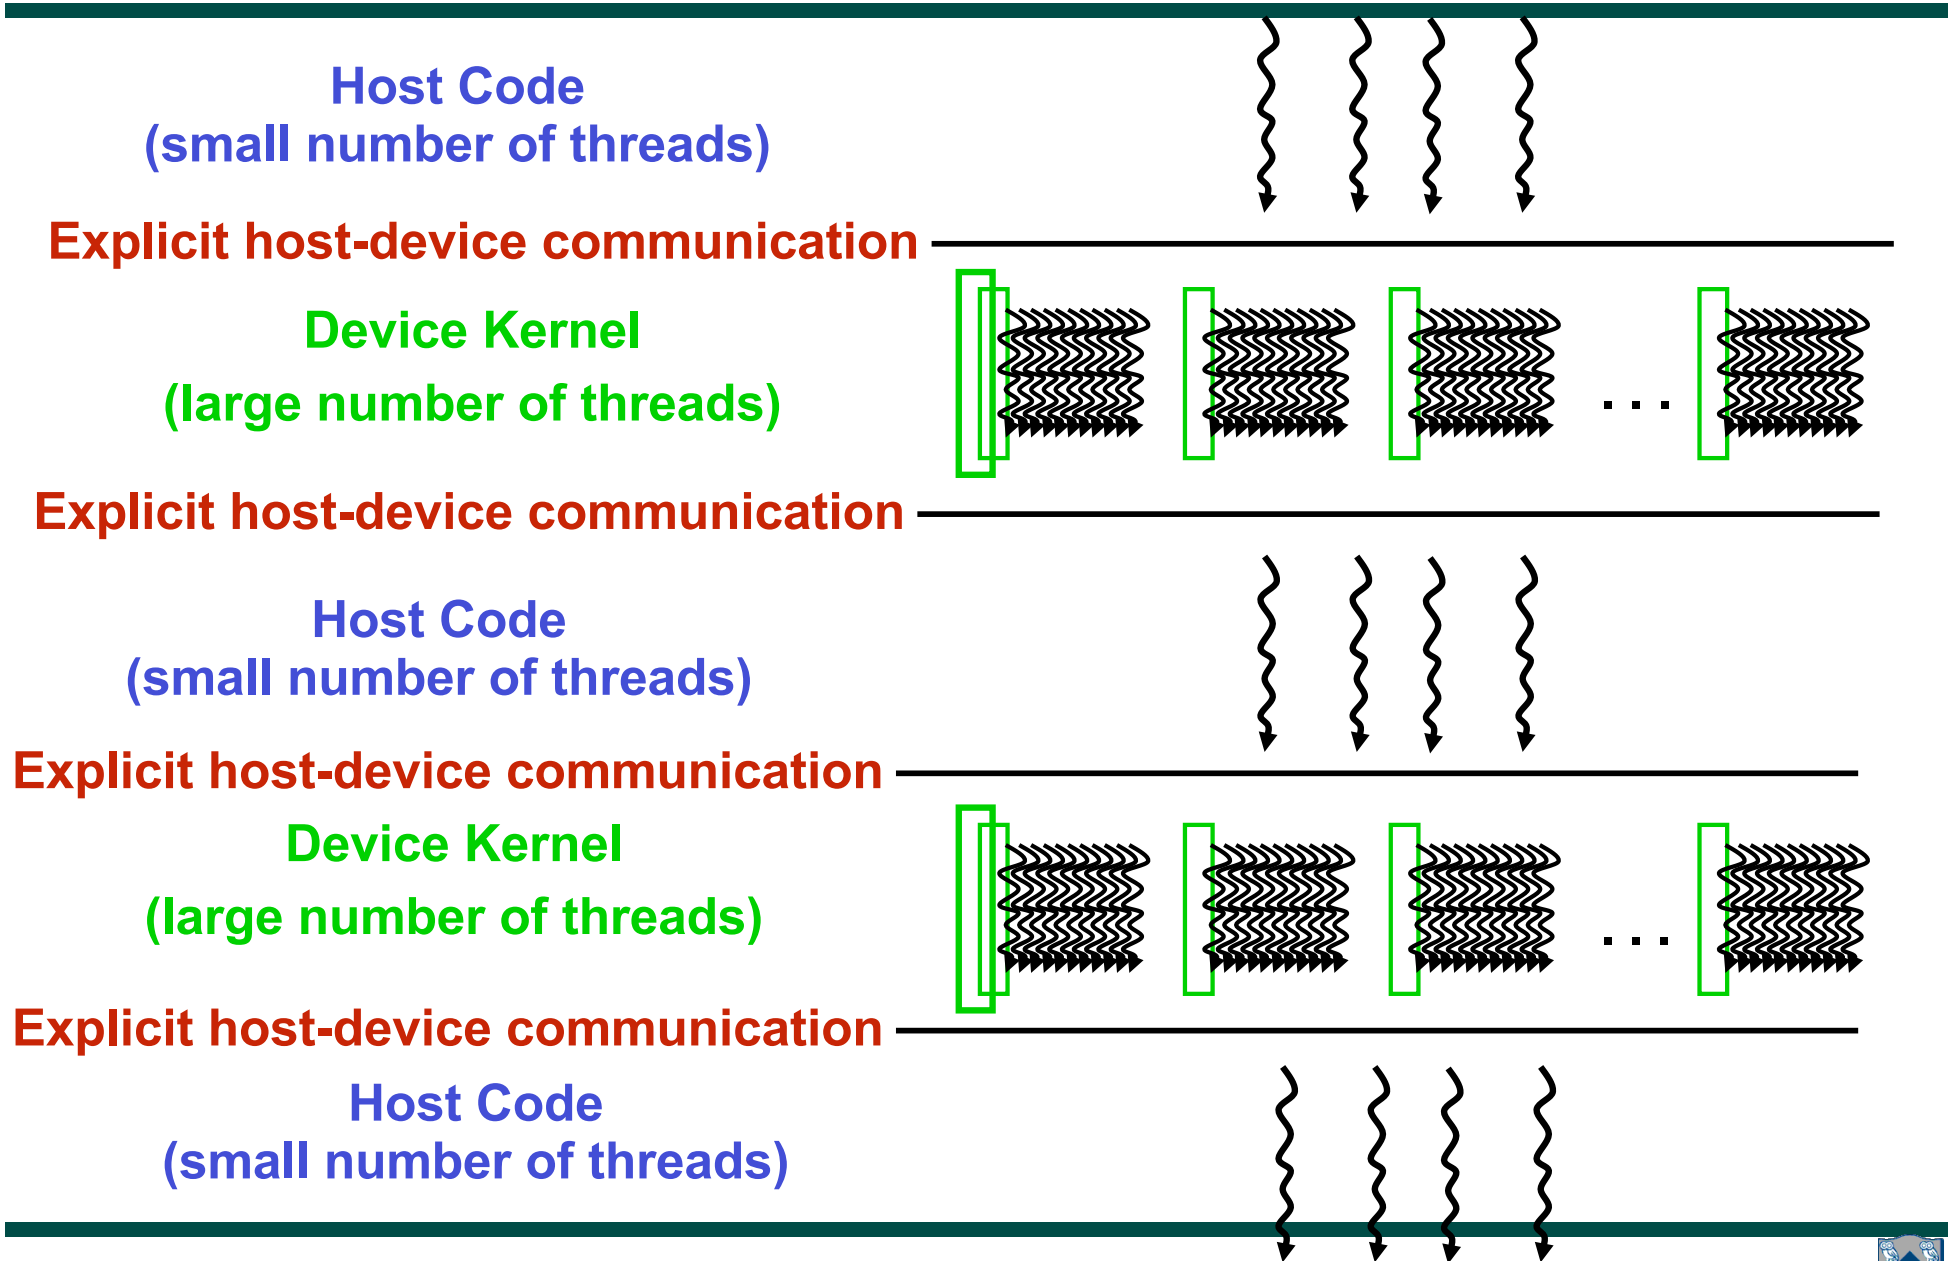 Host Code
(small number of threads)
Explicit host-device communication
Device Kernel
(large number of threads)
. . .
Explicit host-device communication
Host Code
(small number of threads)
Explicit host-device communication
Device Kernel
(large number of threads)
. . .
Explicit host-device communication
Host Code
(small number of threads)